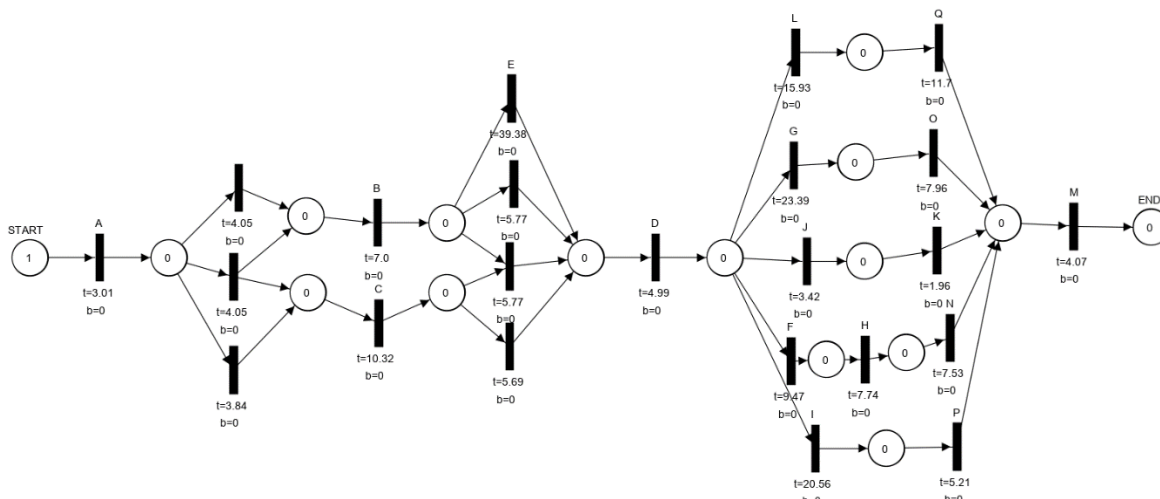 START
1
A
t=3.01
b=0
0
t=4.05
b=0
t=4.05
b=0
t=3.84
b=0
0
0
B
t=7.0
b=0
C
t=10.32
b=0
0
0
E
t=39.38
b=0
t=5.77
b=0
t=5.77
b=0
t=5.69
b=0
0
D
t=4.99
b=0
0
L
t=15.93
b=0
0
Q
t=11.7
b=0
G
t=23.39
b=0
0
O
t=7.96
b=0
J
t=3.42
b=0
0
K
t=1.96
b=0
F
t=9.47
b=0
0
H
t=7.74
b=0
0
N
t=7.53
b=0
I
t=20.56
0
P
t=5.21
0
M
t=4.07
b=0
END
0